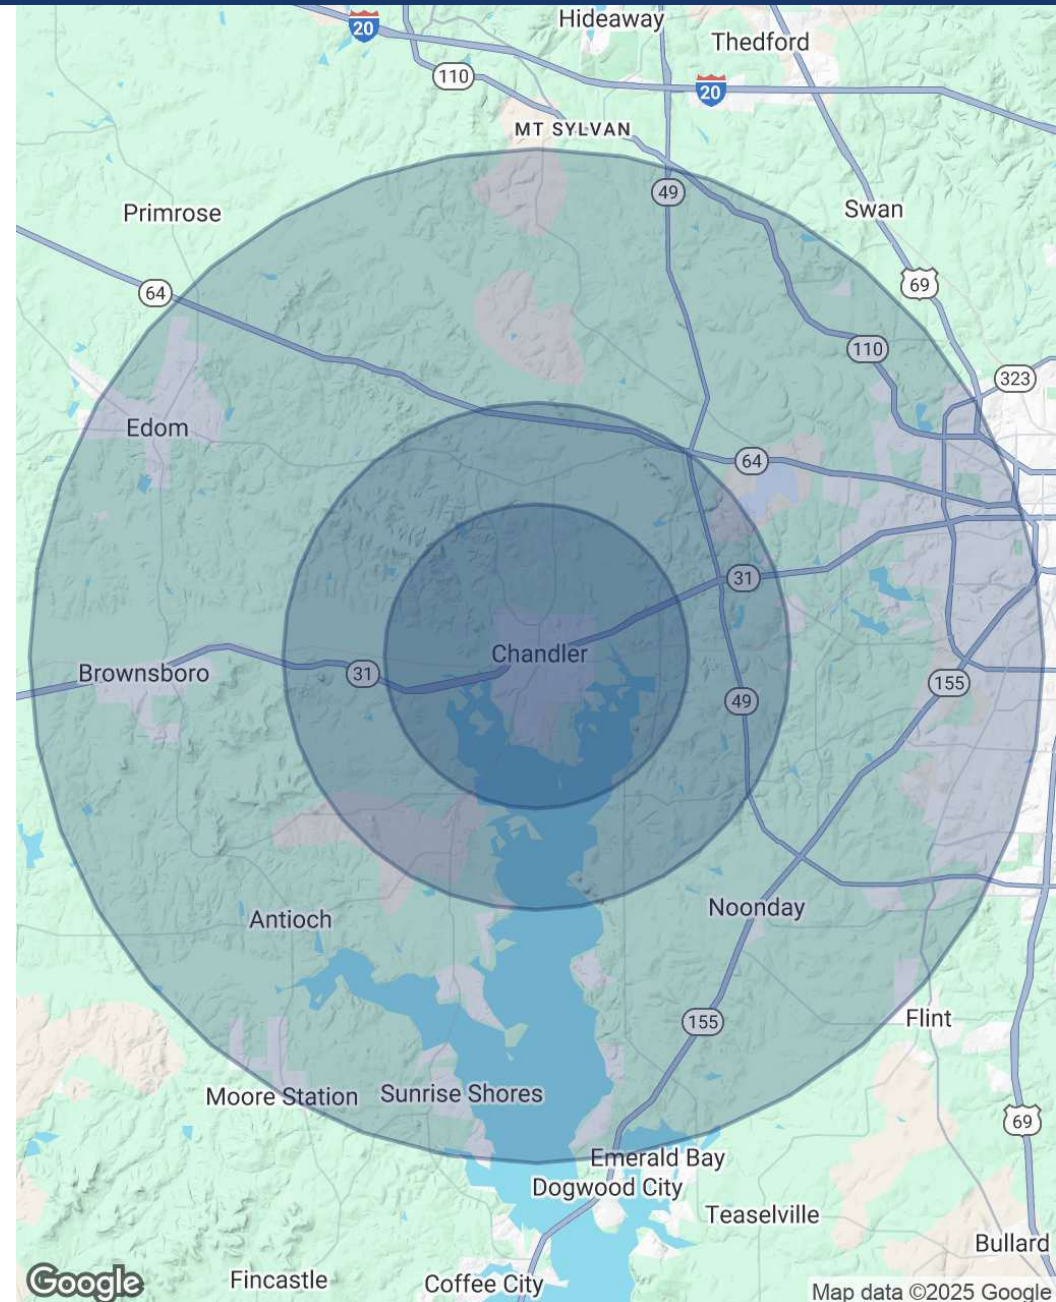 Hideaway
20
Thedford
110
20
MT SYLVAN
49
Primrose
Swan
69
64
110
323
Edom
64
31
Chandler
Brownsboro
31
155
49
Noonday
Antioch
Flint
155
Moore Station
Sunrise Shores
69
Emerald Bay
Dogwood City
Teaselville
Bullard
Google
Fincastle
Coffee City
Map data ©2025 Google